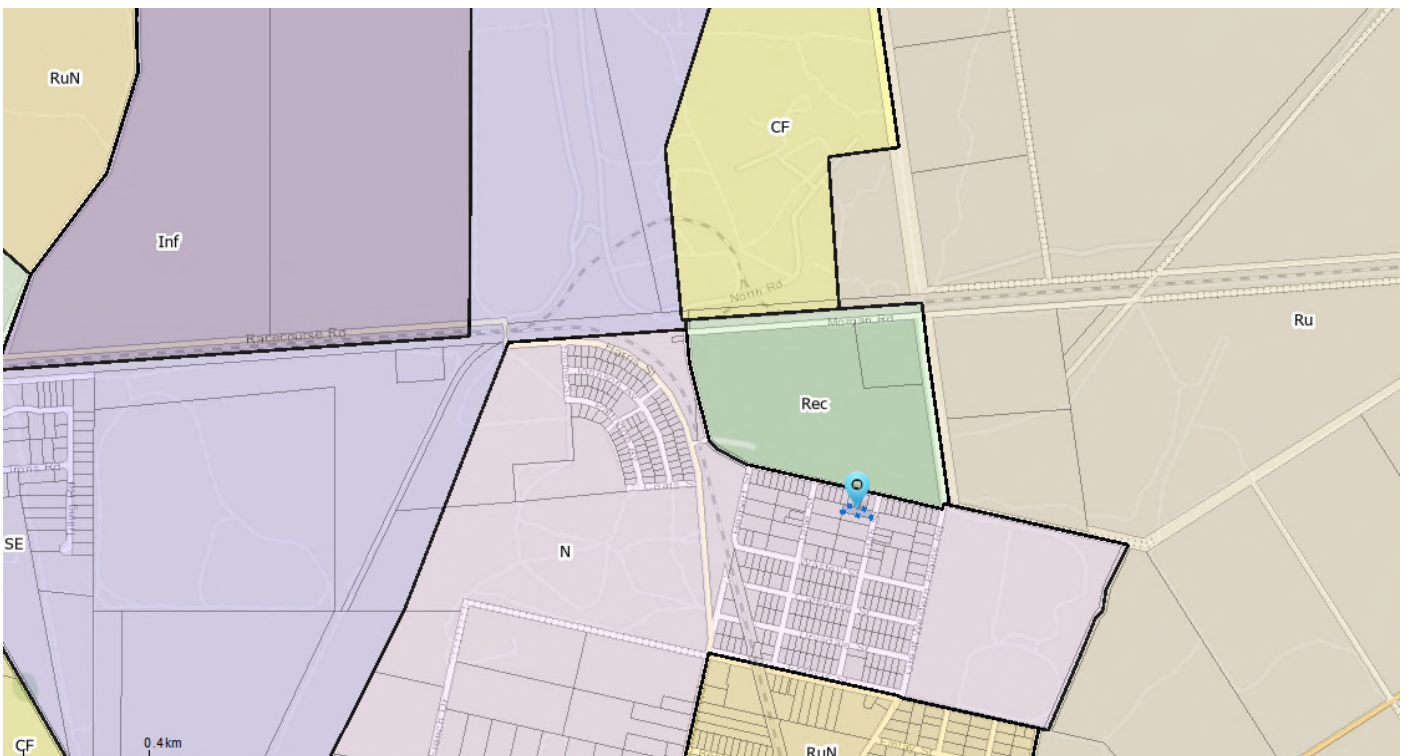 RuN
CF
Inf
North Rd
Racecourse Rd
Morgan Rd
Ru
Rec
SE
N
0.4km
CF
RuN